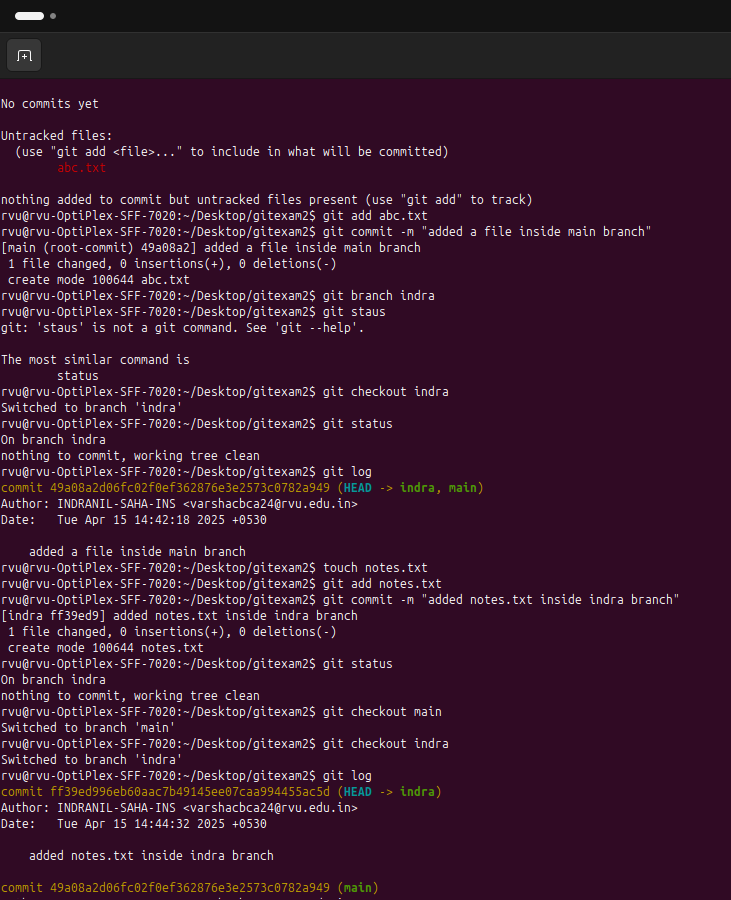 No commits yet
Untracked files:
(use "git add <file>..." to include in what will be committed)
abc.txt
nothing added to commit but untracked files present (use "git add" to track)
rvu@rvu-OptiPlex-SFF-7020:~/Desktop/gitexam2$ git add abc.txt
rvu@rvu-OptiPlex-SFF-7020:~/Desktop/gitexam2$ git commit -m "added a file inside main branch"
[main (root-commit) 49a08a2] added a file inside main branch
1 file changed, 0 insertions(+), 0 deletions(-)
create mode 100644 abc.txt
rvu@rvu-OptiPlex-SFF-7020:~/Desktop/gitexam2$ git branch indra
rvu@rvu-OptiPlex-SFF-7020:~/Desktop/gitexam2$ git staus
git: 'staus' is not a git command. See 'git --help'.
The most similar command is
status
rvu@rvu-OptiPlex-SFF-7020:~/Desktop/gitexam2$ git checkout indra
Switched to branch 'indra'
rvu@rvu-OptiPlex-SFF-7020:~/Desktop/gitexam2$ git status
On branch indra
nothing to commit, working tree clean
rvu@rvu-OptiPlex-SFF-7020:~/Desktop/gitexam2$ git log
commit 49a08a2d06fc02f0ef362876e3e2573c0782a949 (HEAD -> indra, main)
Author: INDRANIL-SAHA-INS <varshacbca24@rvu.edu.in>
Date:   Tue Apr 15 14:42:18 2025 +0530
added a file inside main branch
rvu@rvu-OptiPlex-SFF-7020:~/Desktop/gitexam2$ touch notes.txt
rvu@rvu-OptiPlex-SFF-7020:~/Desktop/gitexam2$ git add notes.txt
rvu@rvu-OptiPlex-SFF-7020:~/Desktop/gitexam2$ git commit -m "added notes.txt inside indra branch"
[indra ff39ed9] added notes.txt inside indra branch
1 file changed, 0 insertions(+), 0 deletions(-)
create mode 100644 notes.txt
rvu@rvu-OptiPlex-SFF-7020:~/Desktop/gitexam2$ git status
On branch indra
nothing to commit, working tree clean
rvu@rvu-OptiPlex-SFF-7020:~/Desktop/gitexam2$ git checkout main
Switched to branch 'main'
rvu@rvu-OptiPlex-SFF-7020:~/Desktop/gitexam2$ git checkout indra
Switched to branch 'indra'
rvu@rvu-OptiPlex-SFF-7020:~/Desktop/gitexam2$ git log
commit ff39ed996eb60aac7b49145ee07caa994455ac5d (HEAD -> indra)
Author: INDRANIL-SAHA-INS <varshacbca24@rvu.edu.in>
Date:   Tue Apr 15 14:44:32 2025 +0530
added notes.txt inside indra branch
commit 49a08a2d06fc02f0ef362876e3e2573c0782a949 (main)